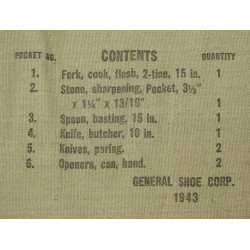 POCKET NO. CONTENTS QUANTITY
1. Fork, cook, flesh, 2-tine, 15 in. 1
2. Stone, sharpening, Pocket, 3½"
x 1¼" x 13/16" 1
3. Spoon, basting, 15 in. 1
4. Knife, butcher, 10 in. 1
5. Knives, paring. 2
6. Openers, can, hand. 2
GENERAL SHOE CORP.
1943